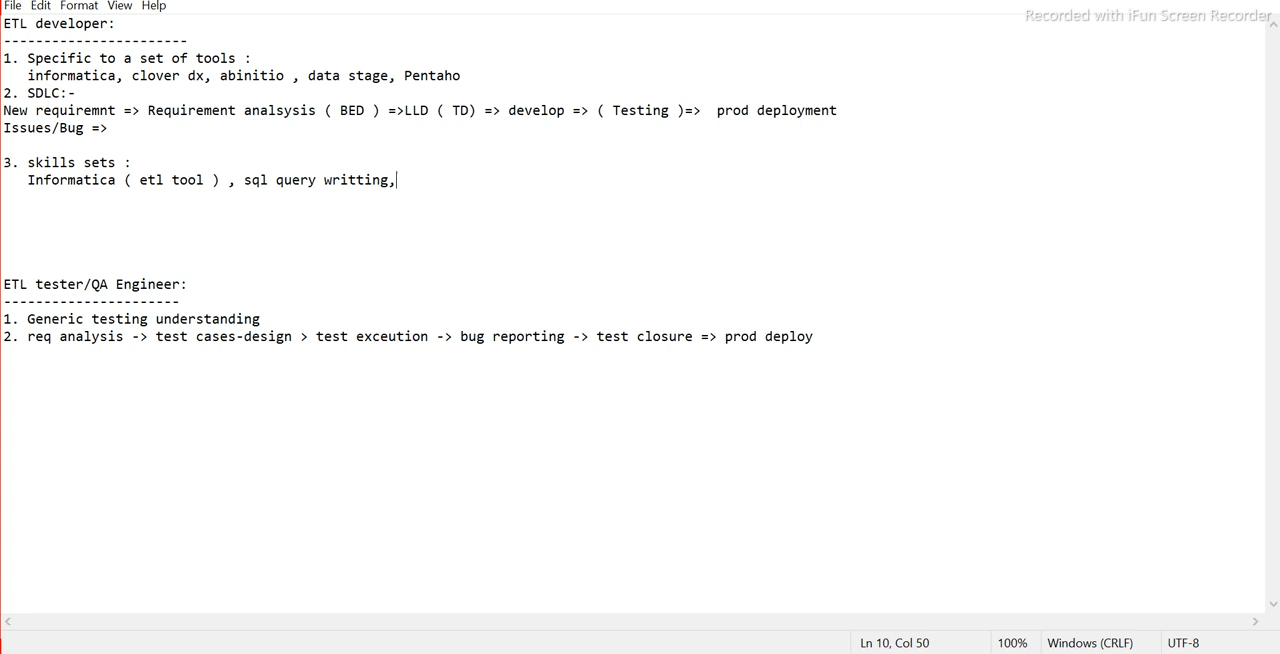 File Edit Format View Help
Recorded with iFun Screen Recorder
ETL developer:
-----------------------
1. Specific to a set of tools :
informatica, clover dx, abinitio , data stage, Pentaho
2. SDLC:-
New requiremnt => Requirement analsysis ( BED ) =>LLD ( TD) => develop => ( Testing )=> prod deployment
Issues/Bug =>
3. skills sets :
Informatica ( etl tool ) , sql query writting,
ETL tester/QA Engineer:
----------------------
1. Generic testing understanding
2. req analysis -> test cases-design > test exceution -> bug reporting -> test closure => prod deploy
Ln 10, Col 50 100% Windows (CRLF) UTF-8